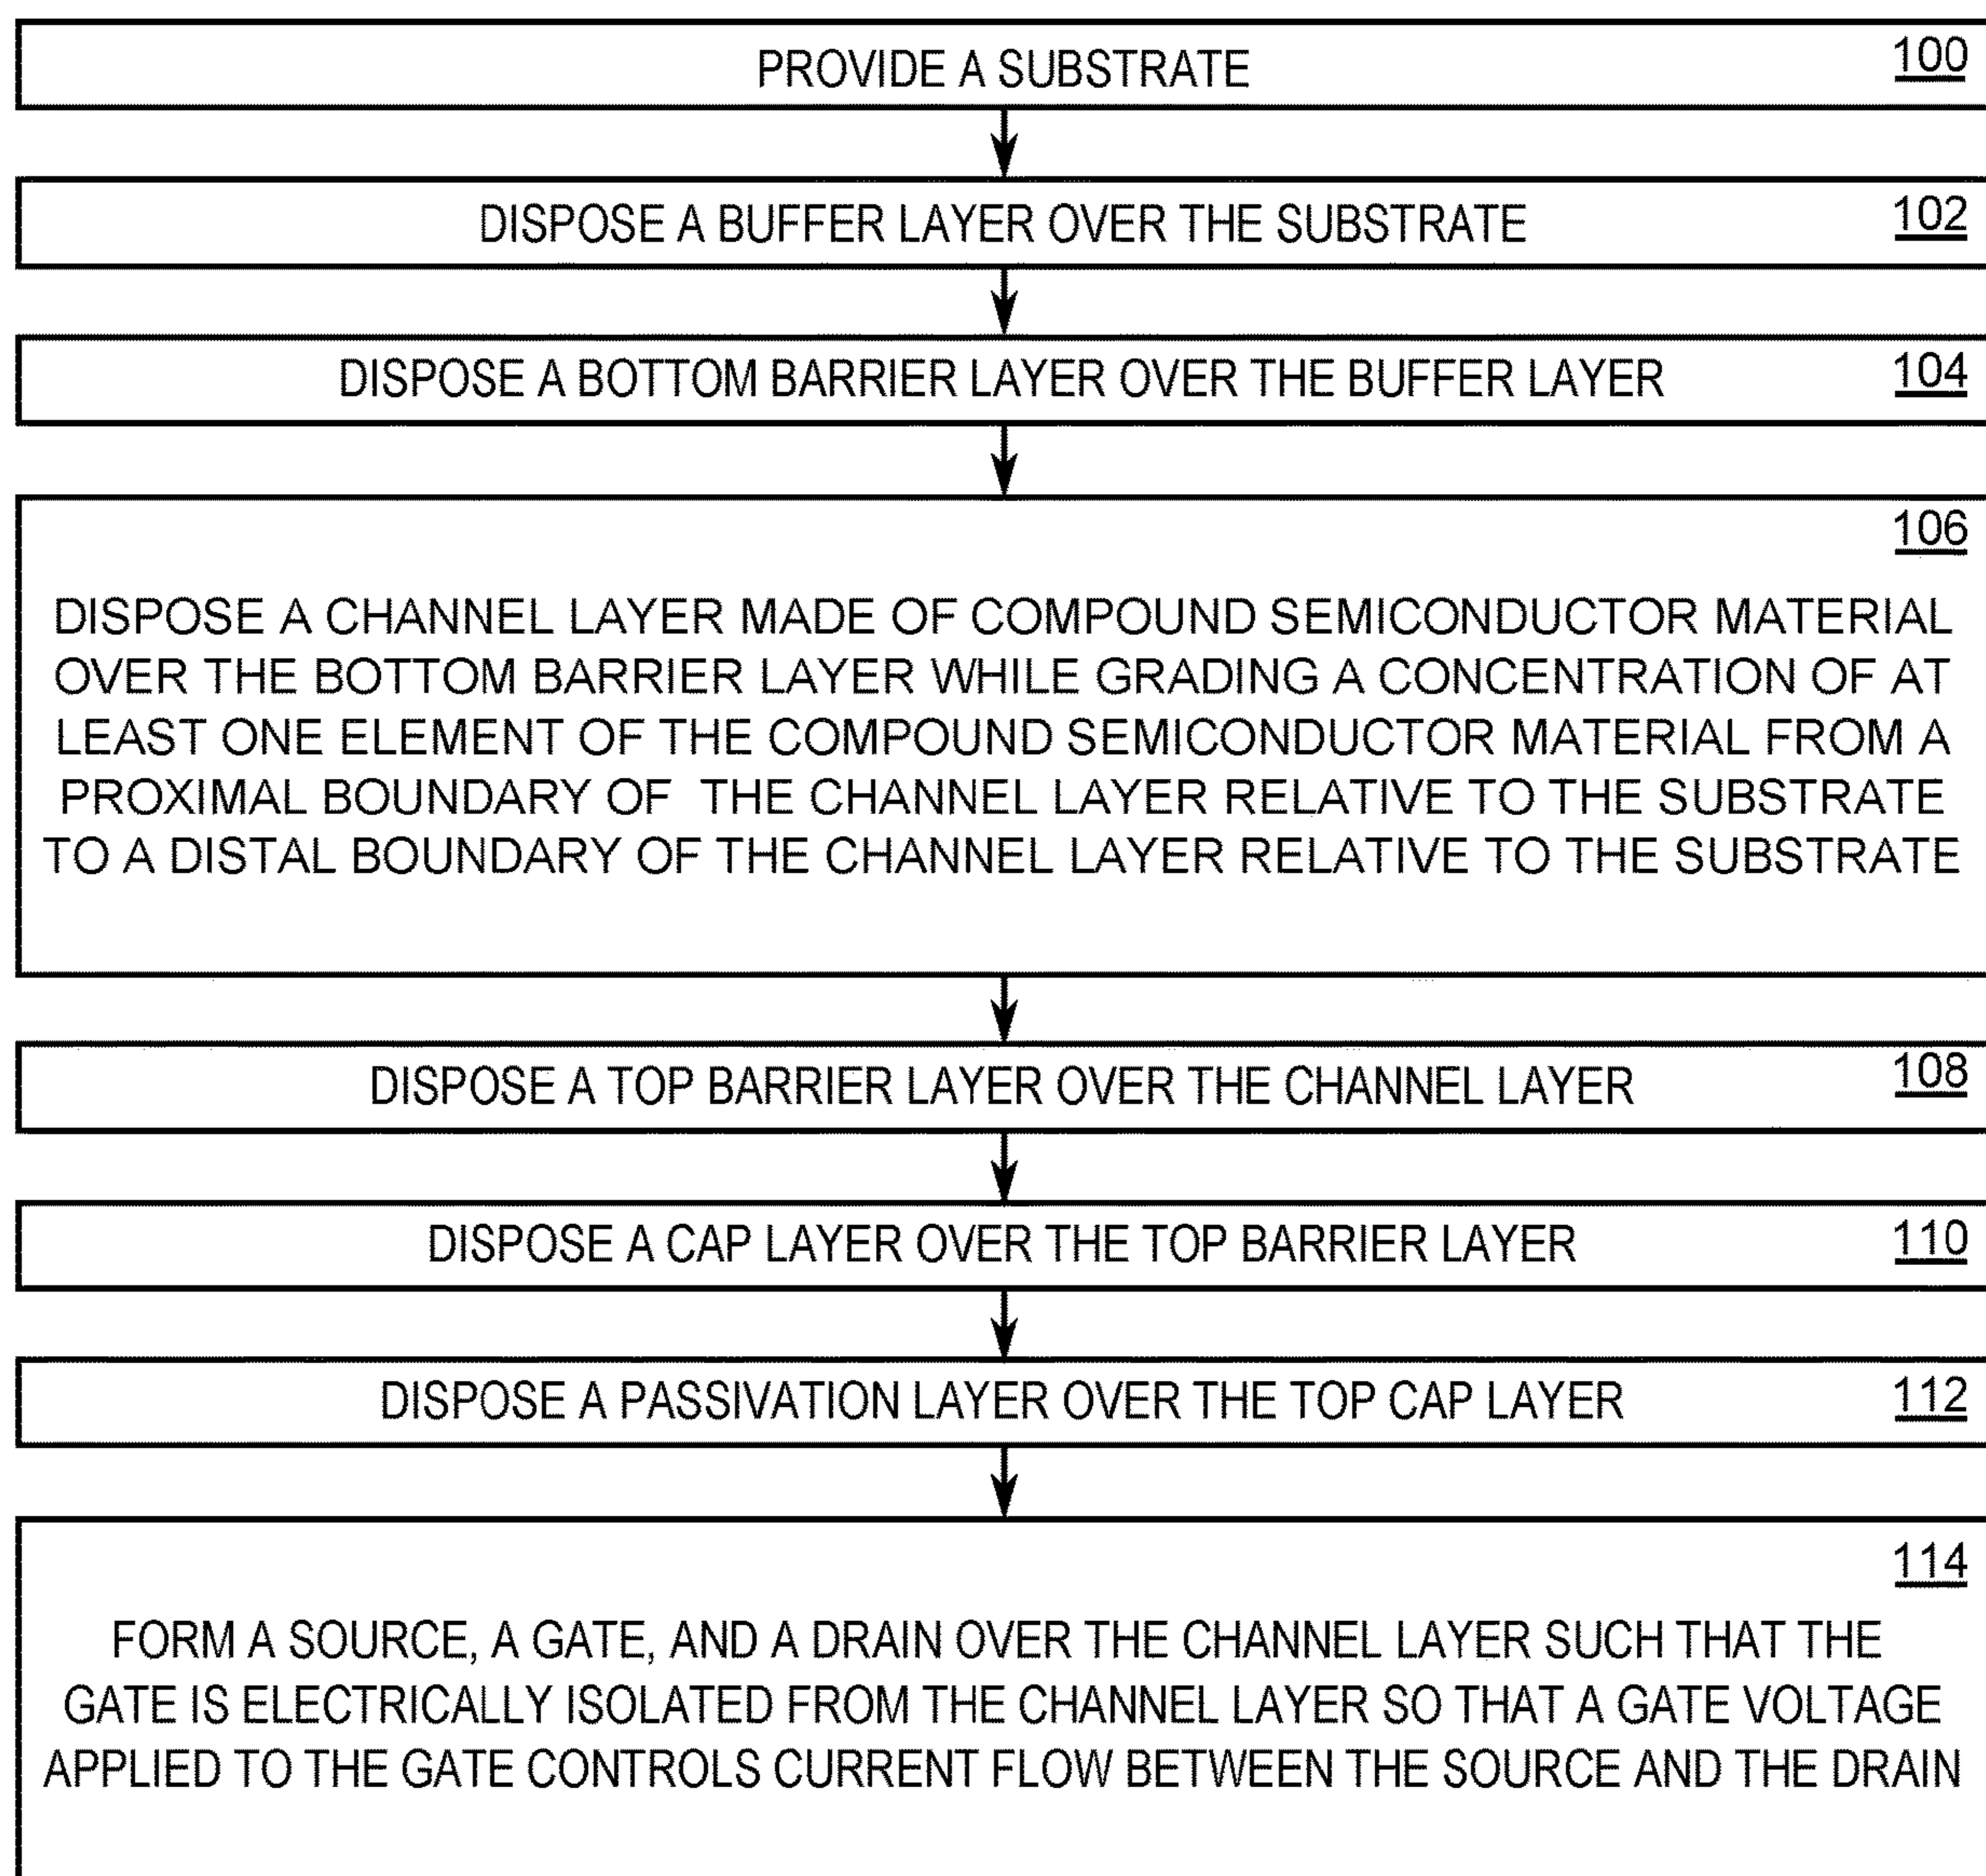 PROVIDE A SUBSTRATE 100
DISPOSE A BUFFER LAYER OVER THE SUBSTRATE 102
DISPOSE A BOTTOM BARRIER LAYER OVER THE BUFFER LAYER 104
106
DISPOSE A CHANNEL LAYER MADE OF COMPOUND SEMICONDUCTOR MATERIAL
OVER THE BOTTOM BARRIER LAYER WHILE GRADING A CONCENTRATION OF AT
LEAST ONE ELEMENT OF THE COMPOUND SEMICONDUCTOR MATERIAL FROM A
PROXIMAL BOUNDARY OF THE CHANNEL LAYER RELATIVE TO THE SUBSTRATE
TO A DISTAL BOUNDARY OF THE CHANNEL LAYER RELATIVE TO THE SUBSTRATE
DISPOSE A TOP BARRIER LAYER OVER THE CHANNEL LAYER 108
DISPOSE A CAP LAYER OVER THE TOP BARRIER LAYER 110
DISPOSE A PASSIVATION LAYER OVER THE TOP CAP LAYER 112
114
FORM A SOURCE, A GATE, AND A DRAIN OVER THE CHANNEL LAYER SUCH THAT THE
GATE IS ELECTRICALLY ISOLATED FROM THE CHANNEL LAYER SO THAT A GATE VOLTAGE
APPLIED TO THE GATE CONTROLS CURRENT FLOW BETWEEN THE SOURCE AND THE DRAIN